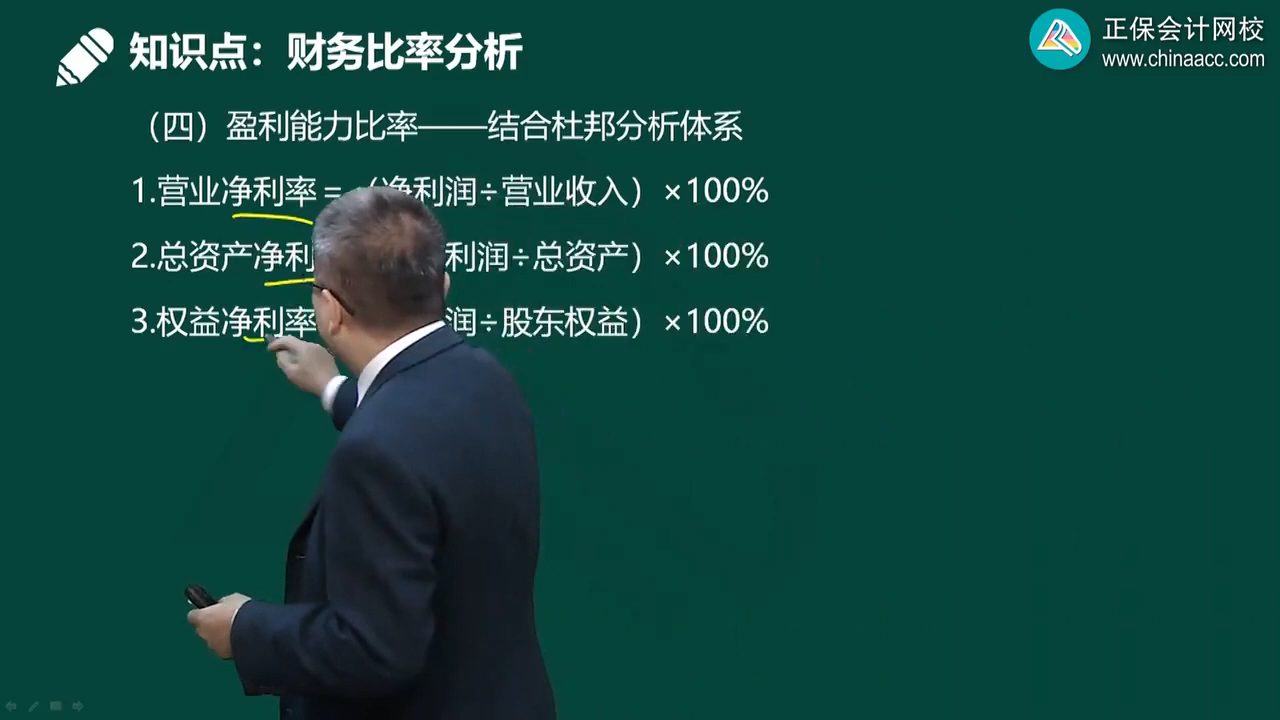 知识点：财务比率分析
正保会计网校
www.chinaacc.com
（四）盈利能力比率——结合杜邦分析体系
1.营业净利率＝（净利润÷营业收入）×100%
2.总资产净利 利润÷总资产）×100%
3.权益净利率 润÷股东权益）×100%